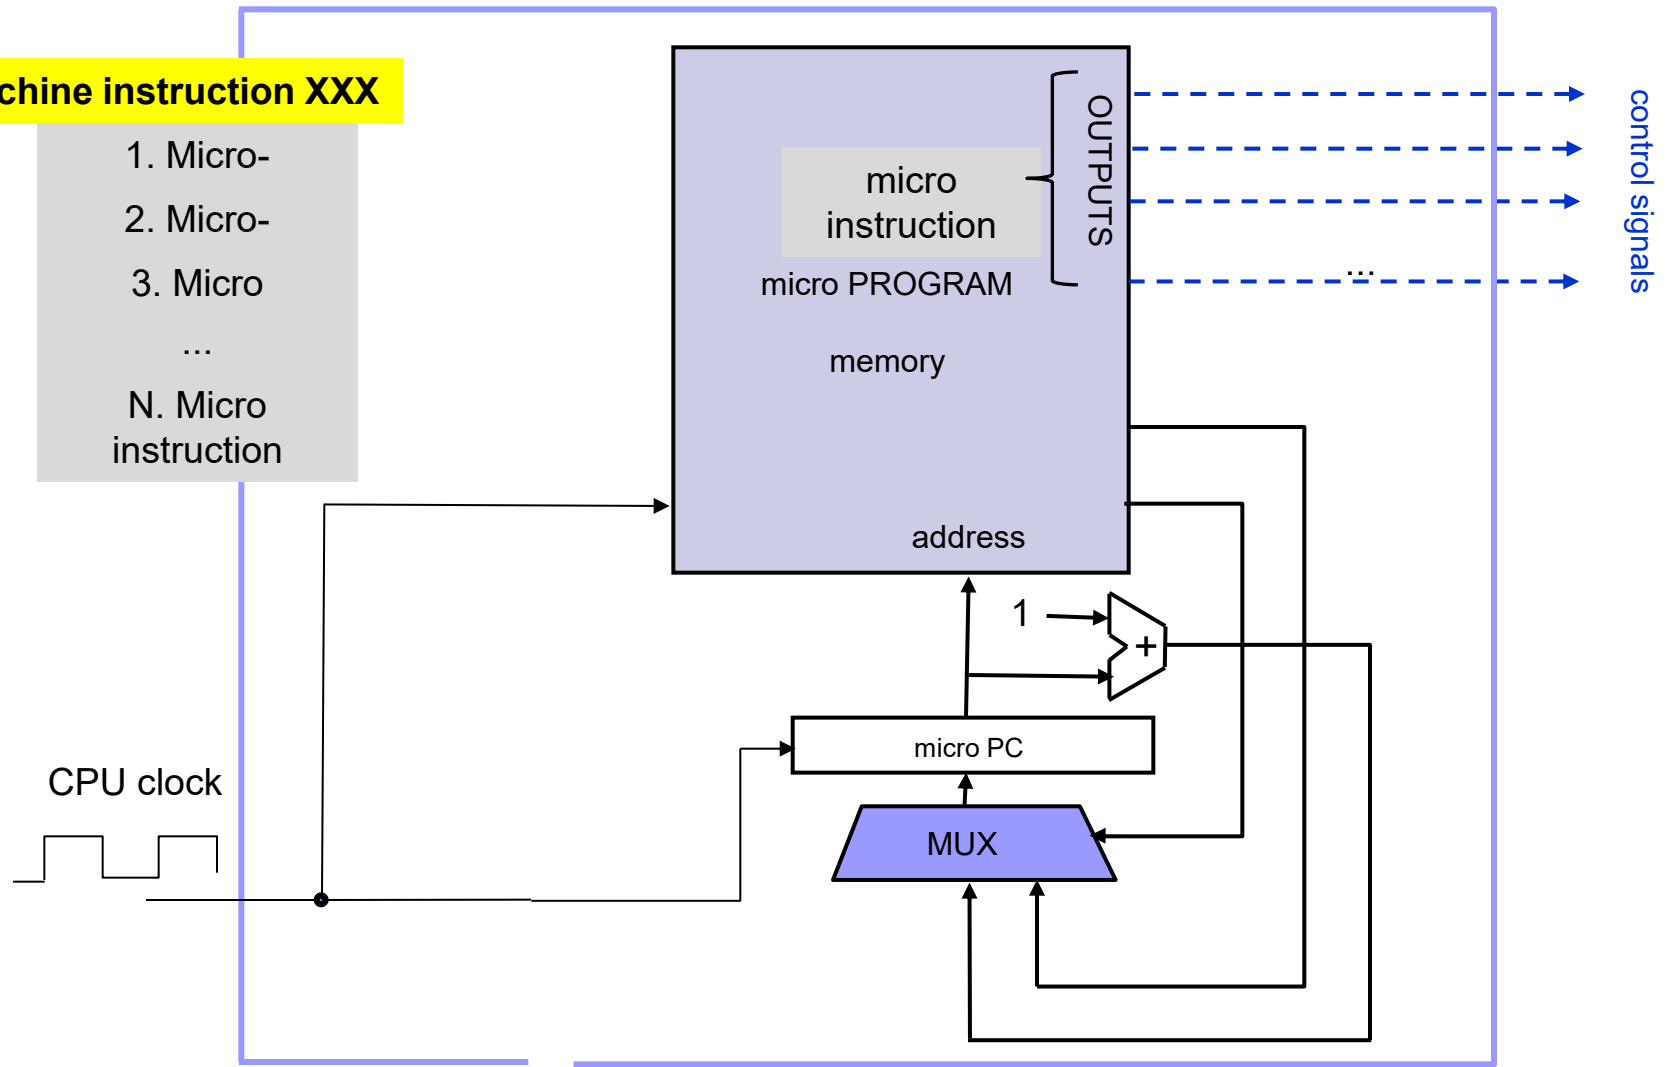 chine instruction XXX
1. Micro-
2. Micro-
3. Micro
...
N. Micro
instruction
micro
instruction
micro PROGRAM
memory
address
OUTPUTS
...
control signals
1
+
micro PC
MUX
CPU clock